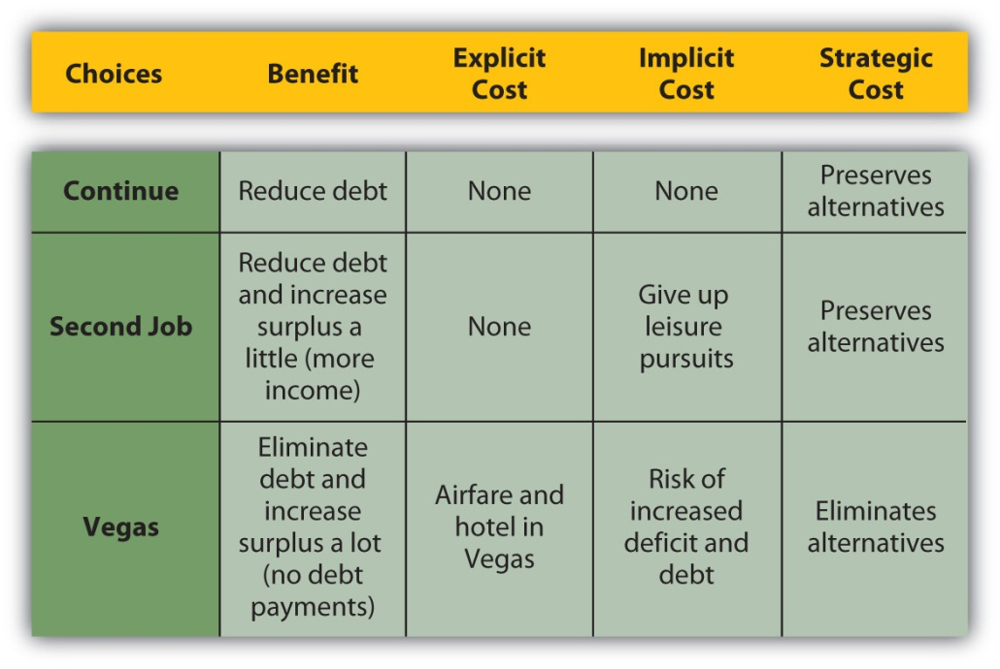 Choices
Benefit
Explicit
Cost
Implicit
Cost
Strategic
Cost
Continue
Reduce debt
None
None
Preserves
alternatives
Second Job
Reduce debt
and increase
surplus a
little (more
income)
None
Give up
leisure
pursuits
Preserves
alternatives
Vegas
Eliminate
debt and
increase
surplus a lot
(no debt
payments)
Airfare and
hotel in
Vegas
Risk of
increased
deficit and
debt
Eliminates
alternatives